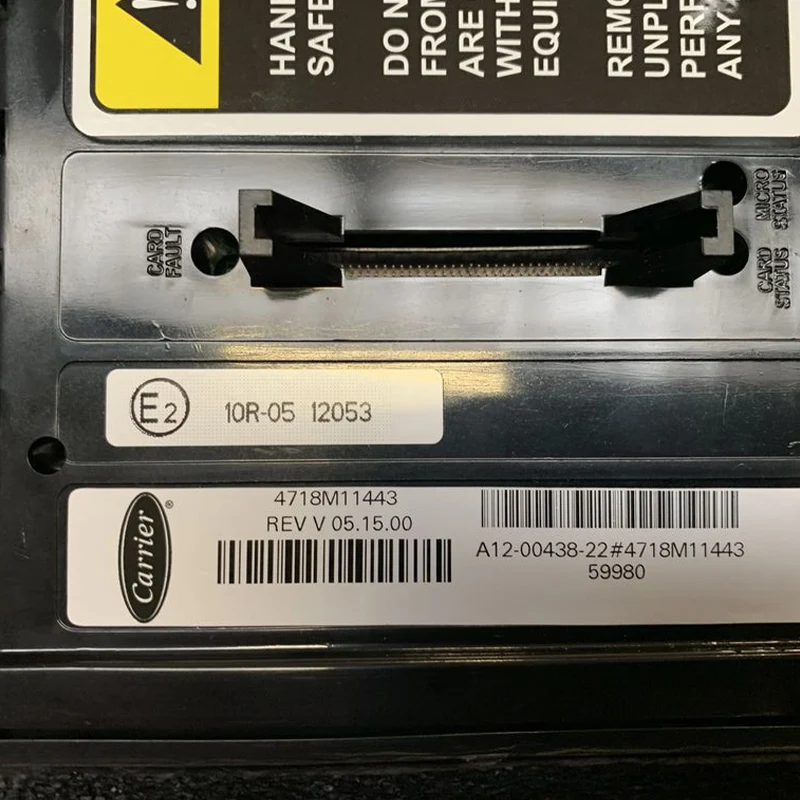 HAN
SAFE
DO N
FROM
ARE
WITH
EQUI
REMO
UNPL
PERF
ANY
CARD
FAULT
MICRO
STATUS
CARD
STATUS
E2
10R-05 12053
Carrier®
4718M11443
REV V 05.15.00
A12-00438-22#4718M11443
59980